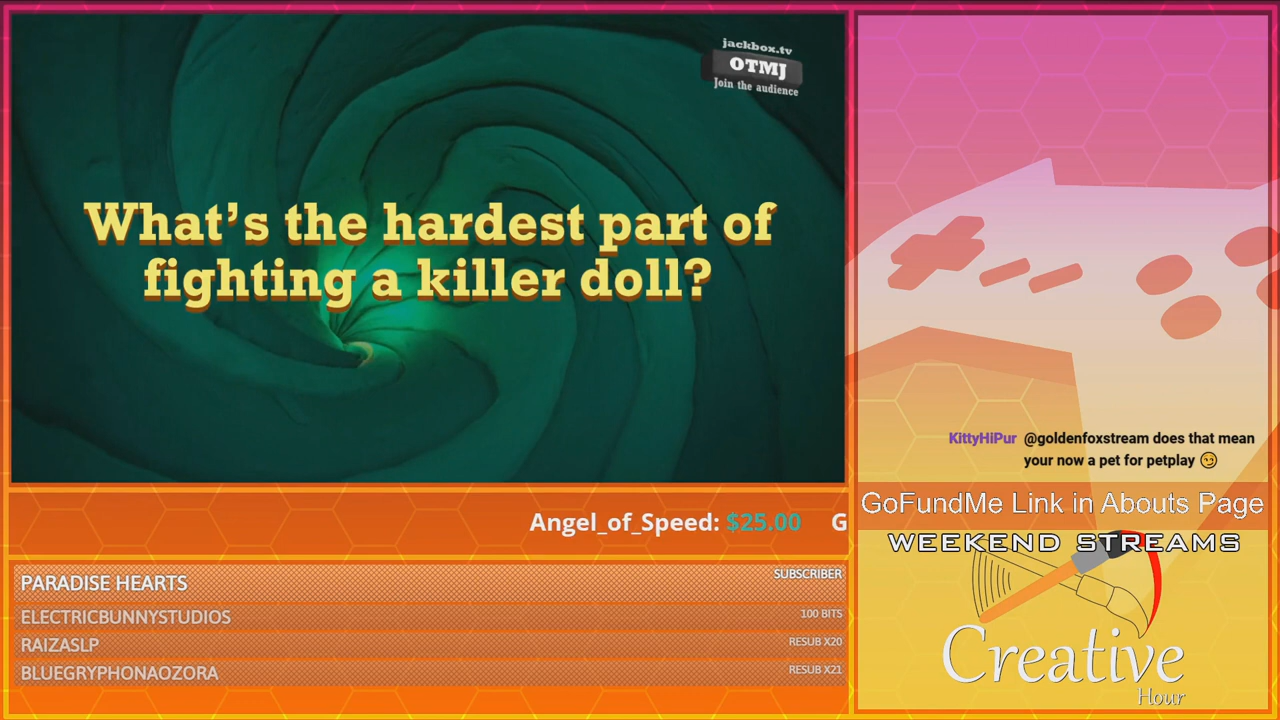 jackbox.tv
OTMJ
Join the audience
What's the hardest part of
fighting a killer doll?
KittyHiPur @goldenfoxstream does that mean
your now a pet for petplay
Angel_of_Speed: $25.00 G
GoFundMe Link in Abouts Page
WEEKEND STREAMS
Creative
Hour
PARADISE HEARTS SUBSCRIBER
ELECTRICBUNNYSTUDIOS 100 BITS
RAIZASLP RESUB X20
BLUEGRYPHONAOZORA RESUB X21